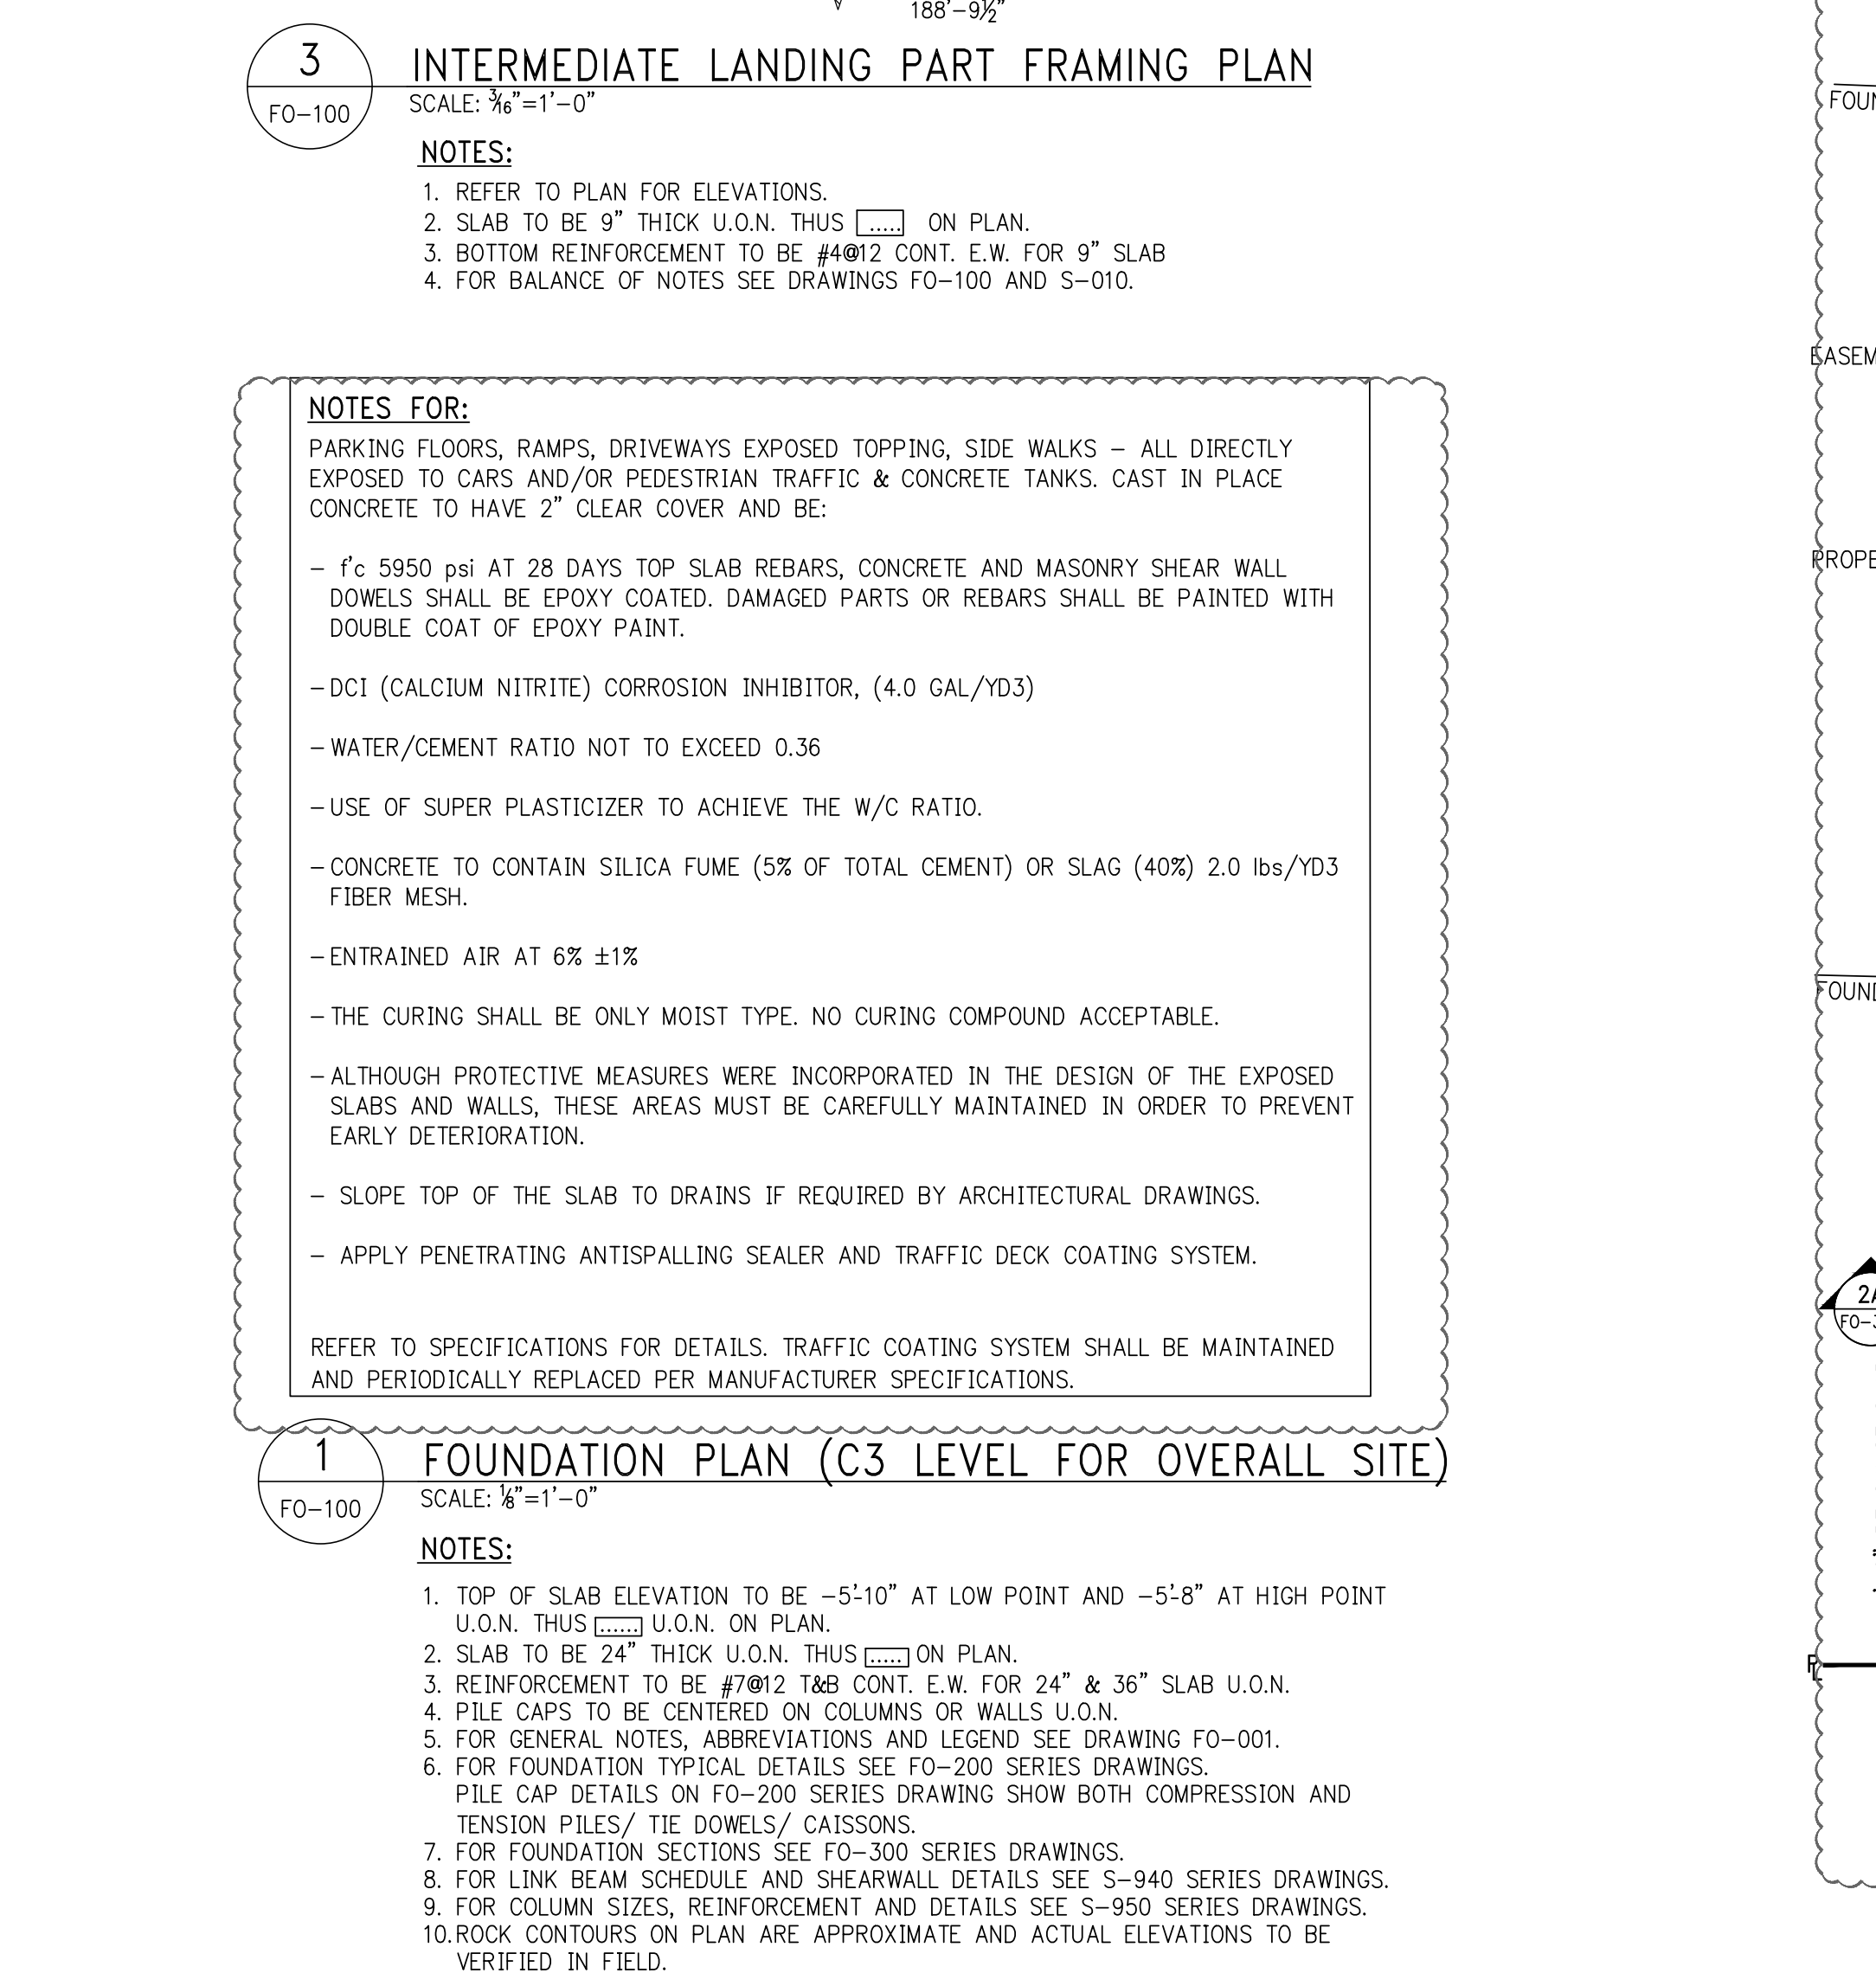 188'-9½"
3
FO-100
INTERMEDIATE LANDING PART FRAMING PLAN
SCALE: 3⁄16"=1'-0"
NOTES:
1. REFER TO PLAN FOR ELEVATIONS.
2. SLAB TO BE 9" THICK U.O.N. THUS ..... ON PLAN.
3. BOTTOM REINFORCEMENT TO BE #4@12 CONT. E.W. FOR 9" SLAB
4. FOR BALANCE OF NOTES SEE DRAWINGS FO-100 AND S-010.
NOTES FOR:
PARKING FLOORS, RAMPS, DRIVEWAYS EXPOSED TOPPING, SIDE WALKS - ALL DIRECTLY
EXPOSED TO CARS AND/OR PEDESTRIAN TRAFFIC & CONCRETE TANKS. CAST IN PLACE
CONCRETE TO HAVE 2" CLEAR COVER AND BE:
- f'c 5950 psi AT 28 DAYS TOP SLAB REBARS, CONCRETE AND MASONRY SHEAR WALL
DOWELS SHALL BE EPOXY COATED. DAMAGED PARTS OR REBARS SHALL BE PAINTED WITH
DOUBLE COAT OF EPOXY PAINT.
- DCI (CALCIUM NITRITE) CORROSION INHIBITOR, (4.0 GAL/YD3)
- WATER/CEMENT RATIO NOT TO EXCEED 0.36
- USE OF SUPER PLASTICIZER TO ACHIEVE THE W/C RATIO.
- CONCRETE TO CONTAIN SILICA FUME (5% OF TOTAL CEMENT) OR SLAG (40%) 2.0 lbs/YD3
FIBER MESH.
- ENTRAINED AIR AT 6% ±1%
- THE CURING SHALL BE ONLY MOIST TYPE. NO CURING COMPOUND ACCEPTABLE.
- ALTHOUGH PROTECTIVE MEASURES WERE INCORPORATED IN THE DESIGN OF THE EXPOSED
SLABS AND WALLS, THESE AREAS MUST BE CAREFULLY MAINTAINED IN ORDER TO PREVENT
EARLY DETERIORATION.
- SLOPE TOP OF THE SLAB TO DRAINS IF REQUIRED BY ARCHITECTURAL DRAWINGS.
- APPLY PENETRATING ANTISPALLING SEALER AND TRAFFIC DECK COATING SYSTEM.
REFER TO SPECIFICATIONS FOR DETAILS. TRAFFIC COATING SYSTEM SHALL BE MAINTAINED
AND PERIODICALLY REPLACED PER MANUFACTURER SPECIFICATIONS.
1
FO-100
FOUNDATION PLAN (C3 LEVEL FOR OVERALL SITE)
SCALE: ⅛"=1'-0"
NOTES:
1. TOP OF SLAB ELEVATION TO BE -5'-10" AT LOW POINT AND -5'-8" AT HIGH POINT
U.O.N. THUS ...... U.O.N. ON PLAN.
2. SLAB TO BE 24" THICK U.O.N. THUS ..... ON PLAN.
3. REINFORCEMENT TO BE #7@12 T&B CONT. E.W. FOR 24" & 36" SLAB U.O.N.
4. PILE CAPS TO BE CENTERED ON COLUMNS OR WALLS U.O.N.
5. FOR GENERAL NOTES, ABBREVIATIONS AND LEGEND SEE DRAWING FO-001.
6. FOR FOUNDATION TYPICAL DETAILS SEE FO-200 SERIES DRAWINGS.
PILE CAP DETAILS ON FO-200 SERIES DRAWING SHOW BOTH COMPRESSION AND
TENSION PILES/ TIE DOWELS/ CAISSONS.
7. FOR FOUNDATION SECTIONS SEE FO-300 SERIES DRAWINGS.
8. FOR LINK BEAM SCHEDULE AND SHEARWALL DETAILS SEE S-940 SERIES DRAWINGS.
9. FOR COLUMN SIZES, REINFORCEMENT AND DETAILS SEE S-950 SERIES DRAWINGS.
10. ROCK CONTOURS ON PLAN ARE APPROXIMATE AND ACTUAL ELEVATIONS TO BE
VERIFIED IN FIELD.